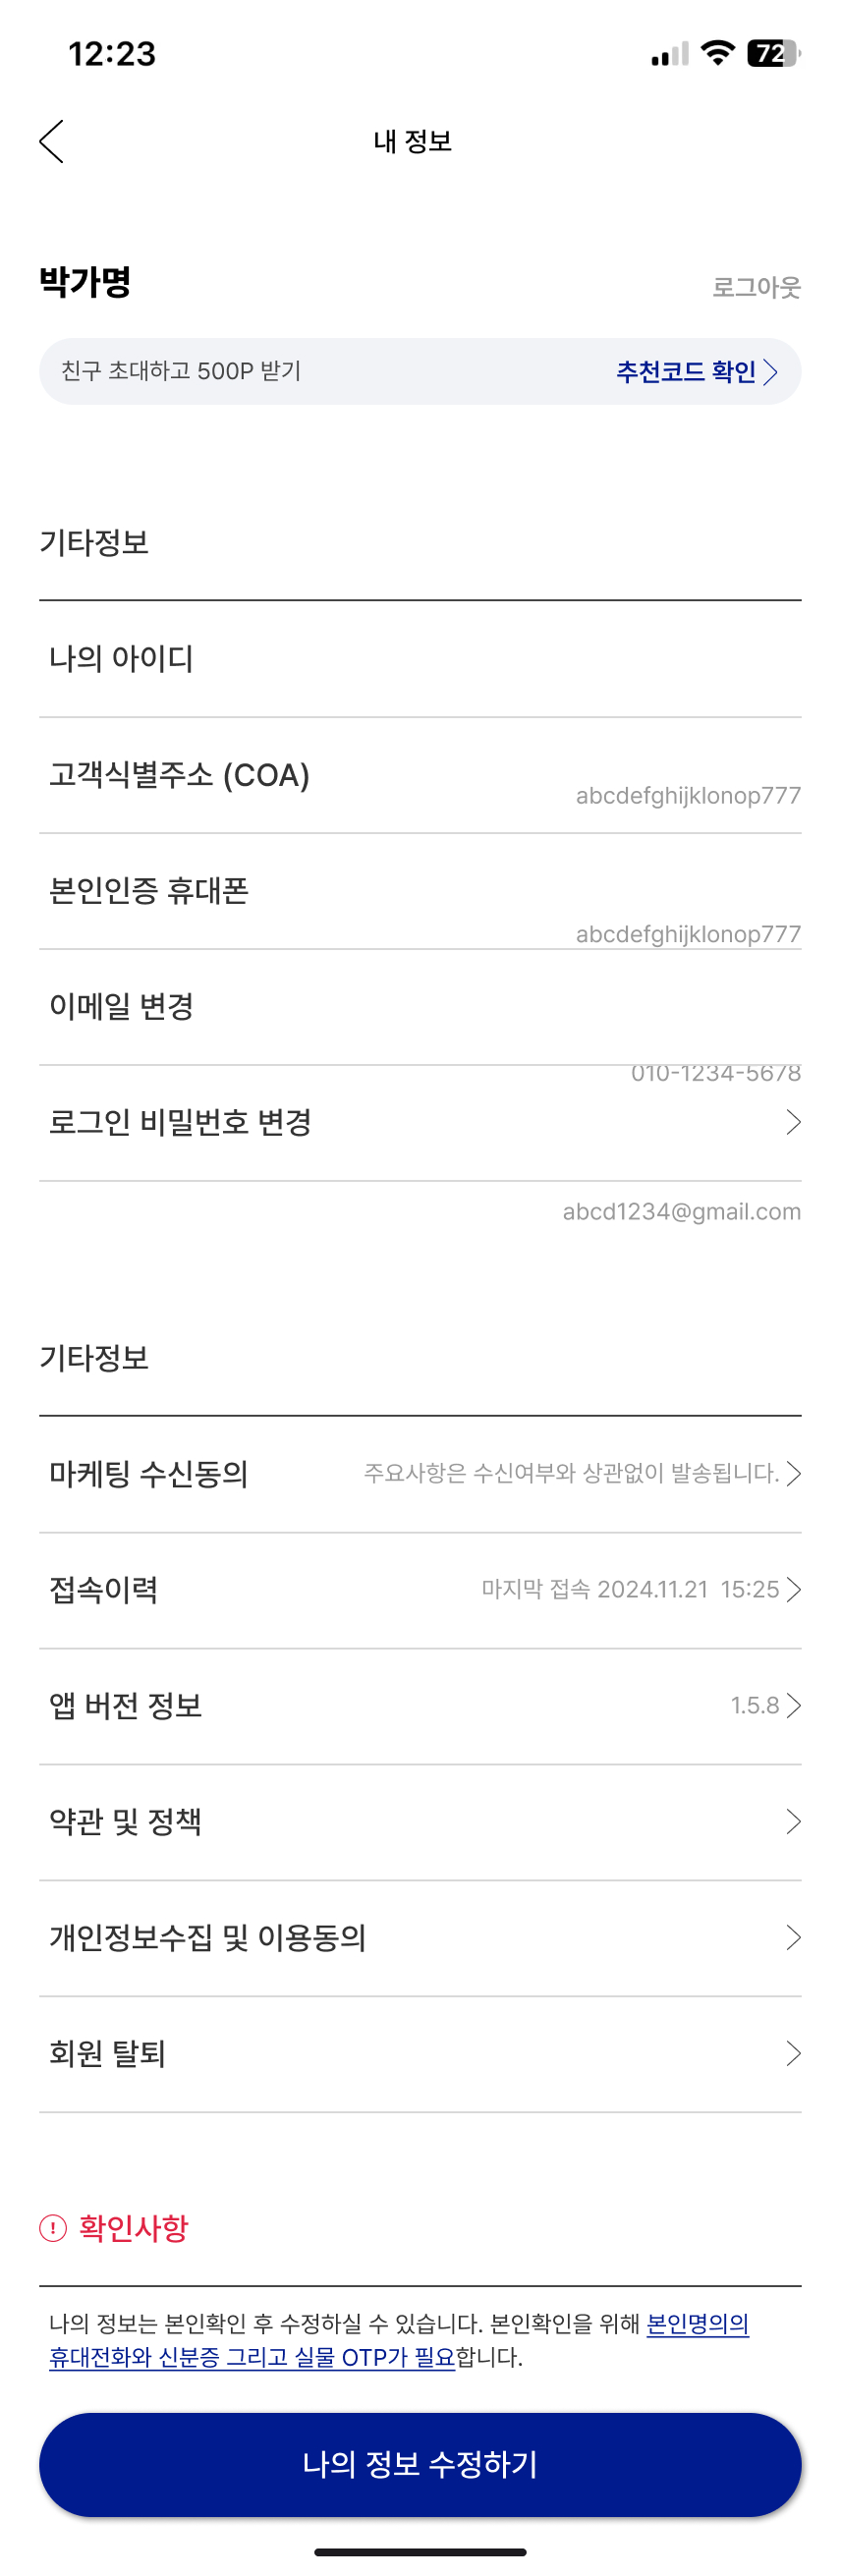 12:23
72
내 정보
박가명
로그아웃
친구 초대하고 500P 받기
추천코드 확인
기타정보
나의 아이디
고객식별주소 (COA)
abcdefghijklonop777
본인인증 휴대폰
abcdefghijklonop777
이메일 변경
010-1234-5678
로그인 비밀번호 변경
abcd1234@gmail.com
기타정보
마케팅 수신동의 주요사항은 수신여부와 상관없이 발송됩니다.
접속이력 마지막 접속 2024.11.21 15:25
앱 버전 정보 1.5.8
약관 및 정책
개인정보수집 및 이용동의
회원 탈퇴
확인사항
나의 정보는 본인확인 후 수정하실 수 있습니다. 본인확인을 위해 본인명의의
휴대전화와 신분증 그리고 실물 OTP가 필요합니다.
나의 정보 수정하기